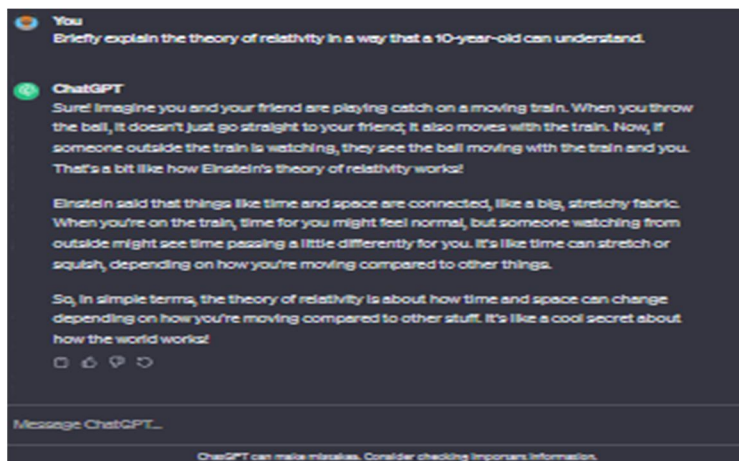 You
Briefly explain the theory of relativity in a way that a 10-year-old can understand.
ChatGPT
Sure! Imagine you and your friend are playing catch on a moving train. When you throw
the ball, it doesn't just go straight to your friend; it also moves with the train. Now, if
someone outside the train is watching, they see the ball moving with the train and you.
That's a bit like how Einstein's theory of relativity works!
Einstein said that things like time and space are connected, like a big, stretchy fabric.
When you're on the train, time for you might feel normal, but someone watching from
outside might see time passing a little differently for you. It's like time can stretch or
squish, depending on how you're moving compared to other things.
So, in simple terms, the theory of relativity is about how time and space can change
depending on how you're moving compared to other stuff. It's like a cool secret about
how the world works!
Message ChatGPT...
ChatGPT can make mistakes. Consider checking important information.